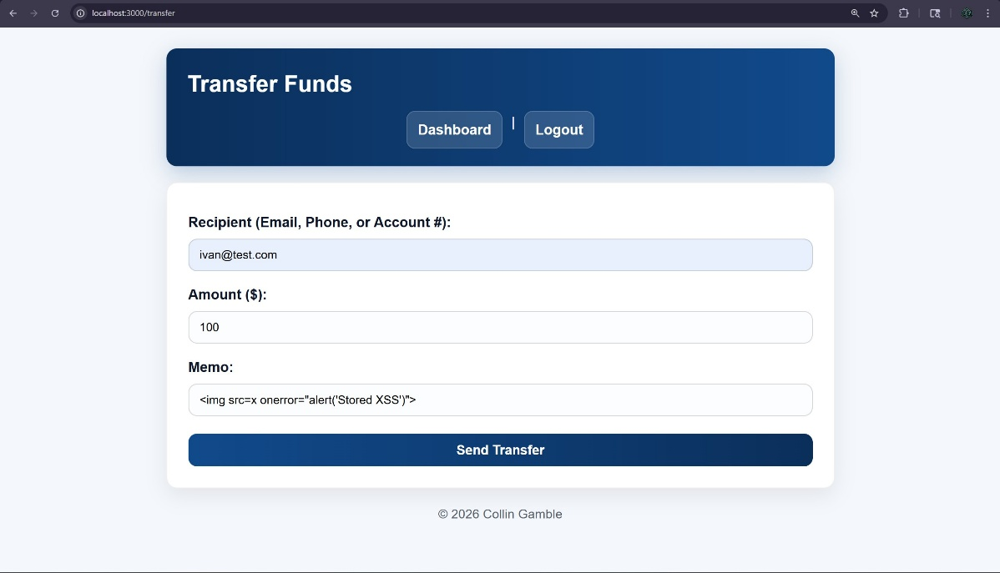 localhost:3000/transfer
Transfer Funds
Dashboard | Logout
Recipient (Email, Phone, or Account #):
ivan@test.com
Amount ($):
100
Memo:
<img src=x onerror="alert('Stored XSS')">
Send Transfer
© 2026 Collin Gamble